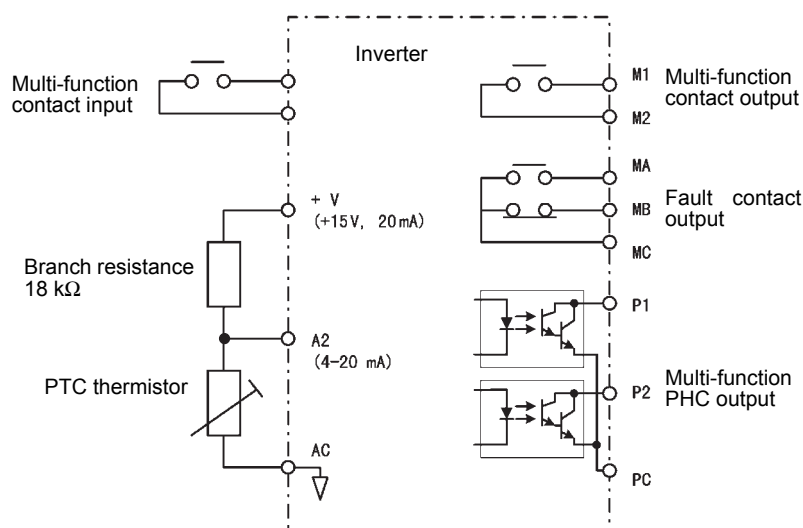 Inverter
Multi-function
contact input
M1
Multi-function
contact output
M2
MA
MB
Fault contact
output
MC
+ V
(+15V, 20mA)
Branch resistance
18 kΩ
P1
A2
(4-20 mA)
PTC thermistor
P2
Multi-function
PHC output
AC
PC